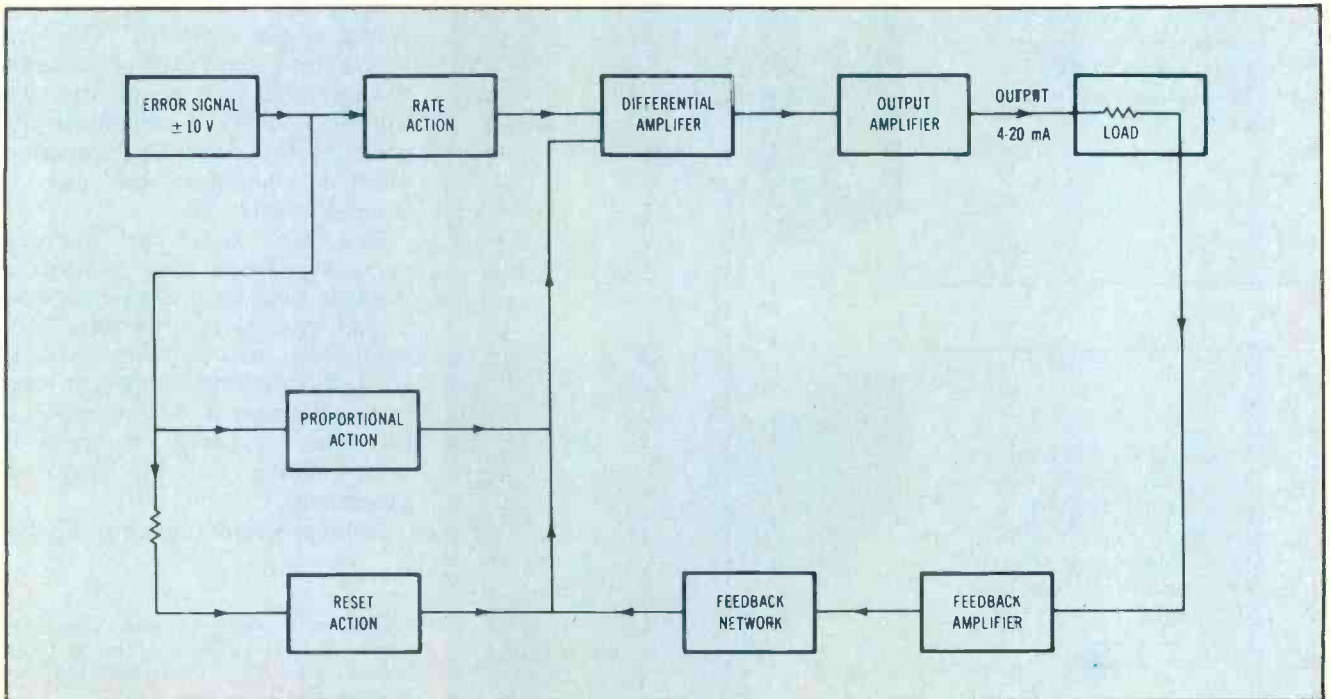 ERROR SIGNAL
± 10 V
RATE
ACTION
DIFFERENTIAL
AMPLIFER
OUTPUT
AMPLIFIER
OUTPUT
4-20 mA
LOAD
PROPORTIONAL
ACTION
RESET
ACTION
FEEDBACK
NETWORK
FEEDBACK
AMPLIFIER